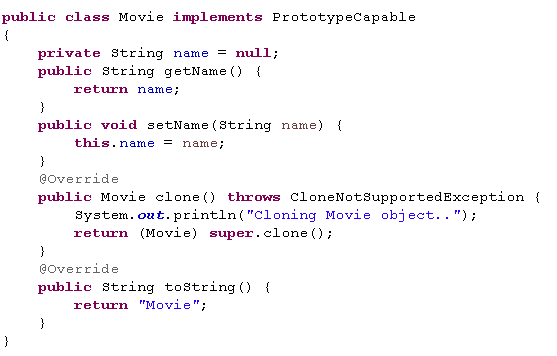 public class Movie implements PrototypeCapable
{
    private String name = null;
    public String getName() {
        return name;
    }
    public void setName(String name) {
        this.name = name;
    }
    @Override
    public Movie clone() throws CloneNotSupportedException {
        System.out.println("Cloning Movie object..");
        return (Movie) super.clone();
    }
    @Override
    public String toString() {
        return "Movie";
    }
}